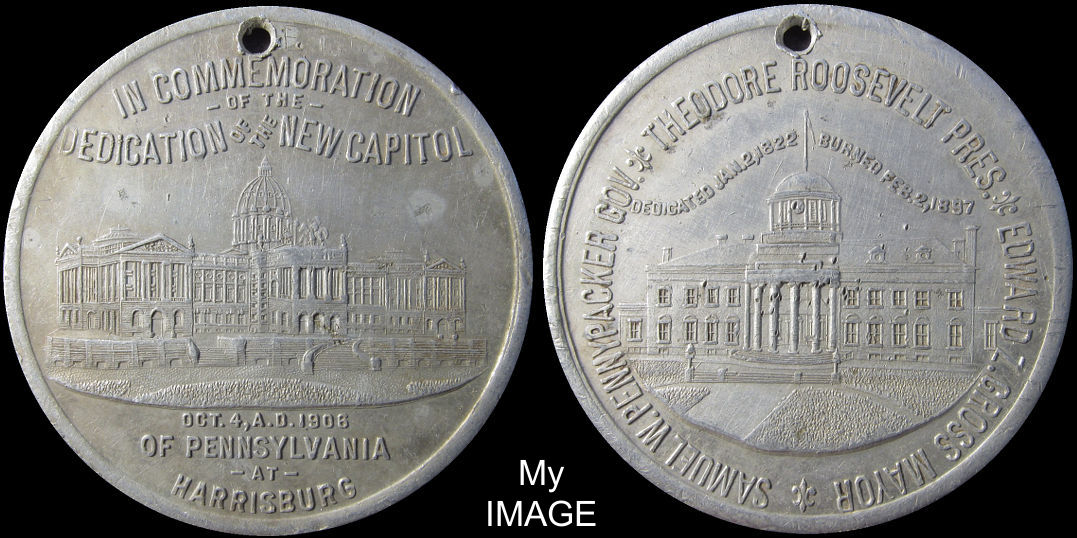 IN COMMEMORATION
- OF THE -
DEDICATION OF THE NEW CAPITOL
OCT. 4, A.D. 1906
OF PENNSYLVANIA
- AT -
HARRISBURG
SAMUEL W. PENNYPACKER GOV. THEODORE ROOSEVELT PRES. EDWARD Z. GROSS MAYOR
DEDICATED JAN. 2, 1822 BURNED FEB. 2, 1897
My
IMAGE